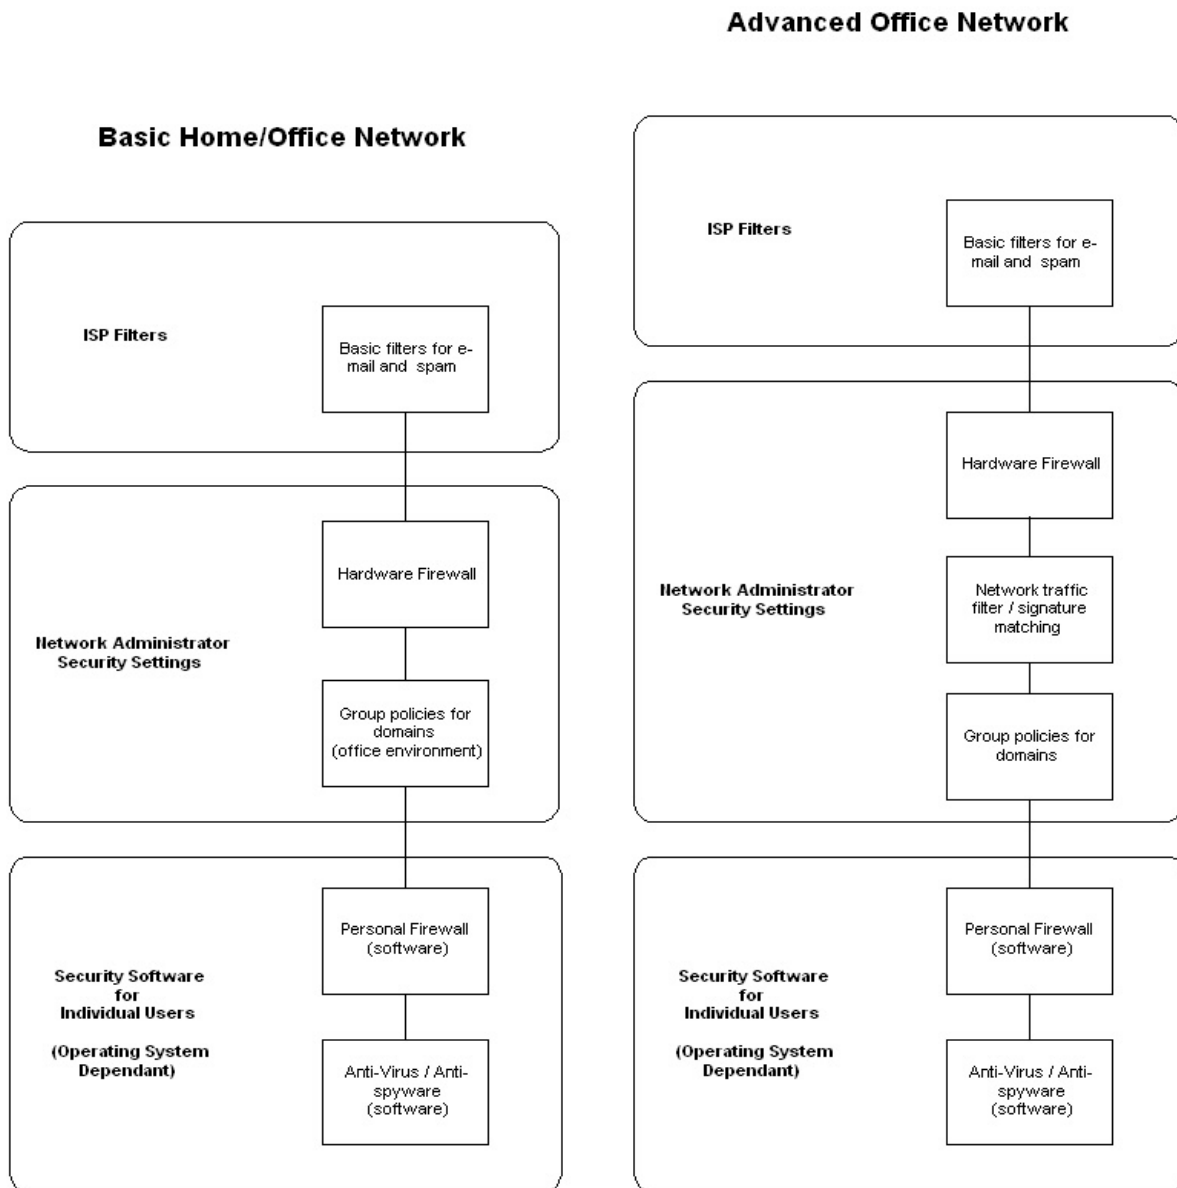 Basic Home/Office Network
ISP Filters
Basic filters for e-
mail and spam
Network Administrator
Security Settings
Hardware Firewall
Group policies for
domains
(office environment)
Security Software
for
Individual Users
(Operating System
Dependant)
Personal Firewall
(software)
Anti-Virus / Anti-
spyware
(software)
Advanced Office Network
ISP Filters
Basic filters for e-
mail and spam
Network Administrator
Security Settings
Hardware Firewall
Network traffic
filter / signature
matching
Group policies for
domains
Security Software
for
Individual Users
(Operating System
Dependant)
Personal Firewall
(software)
Anti-Virus / Anti-
spyware
(software)